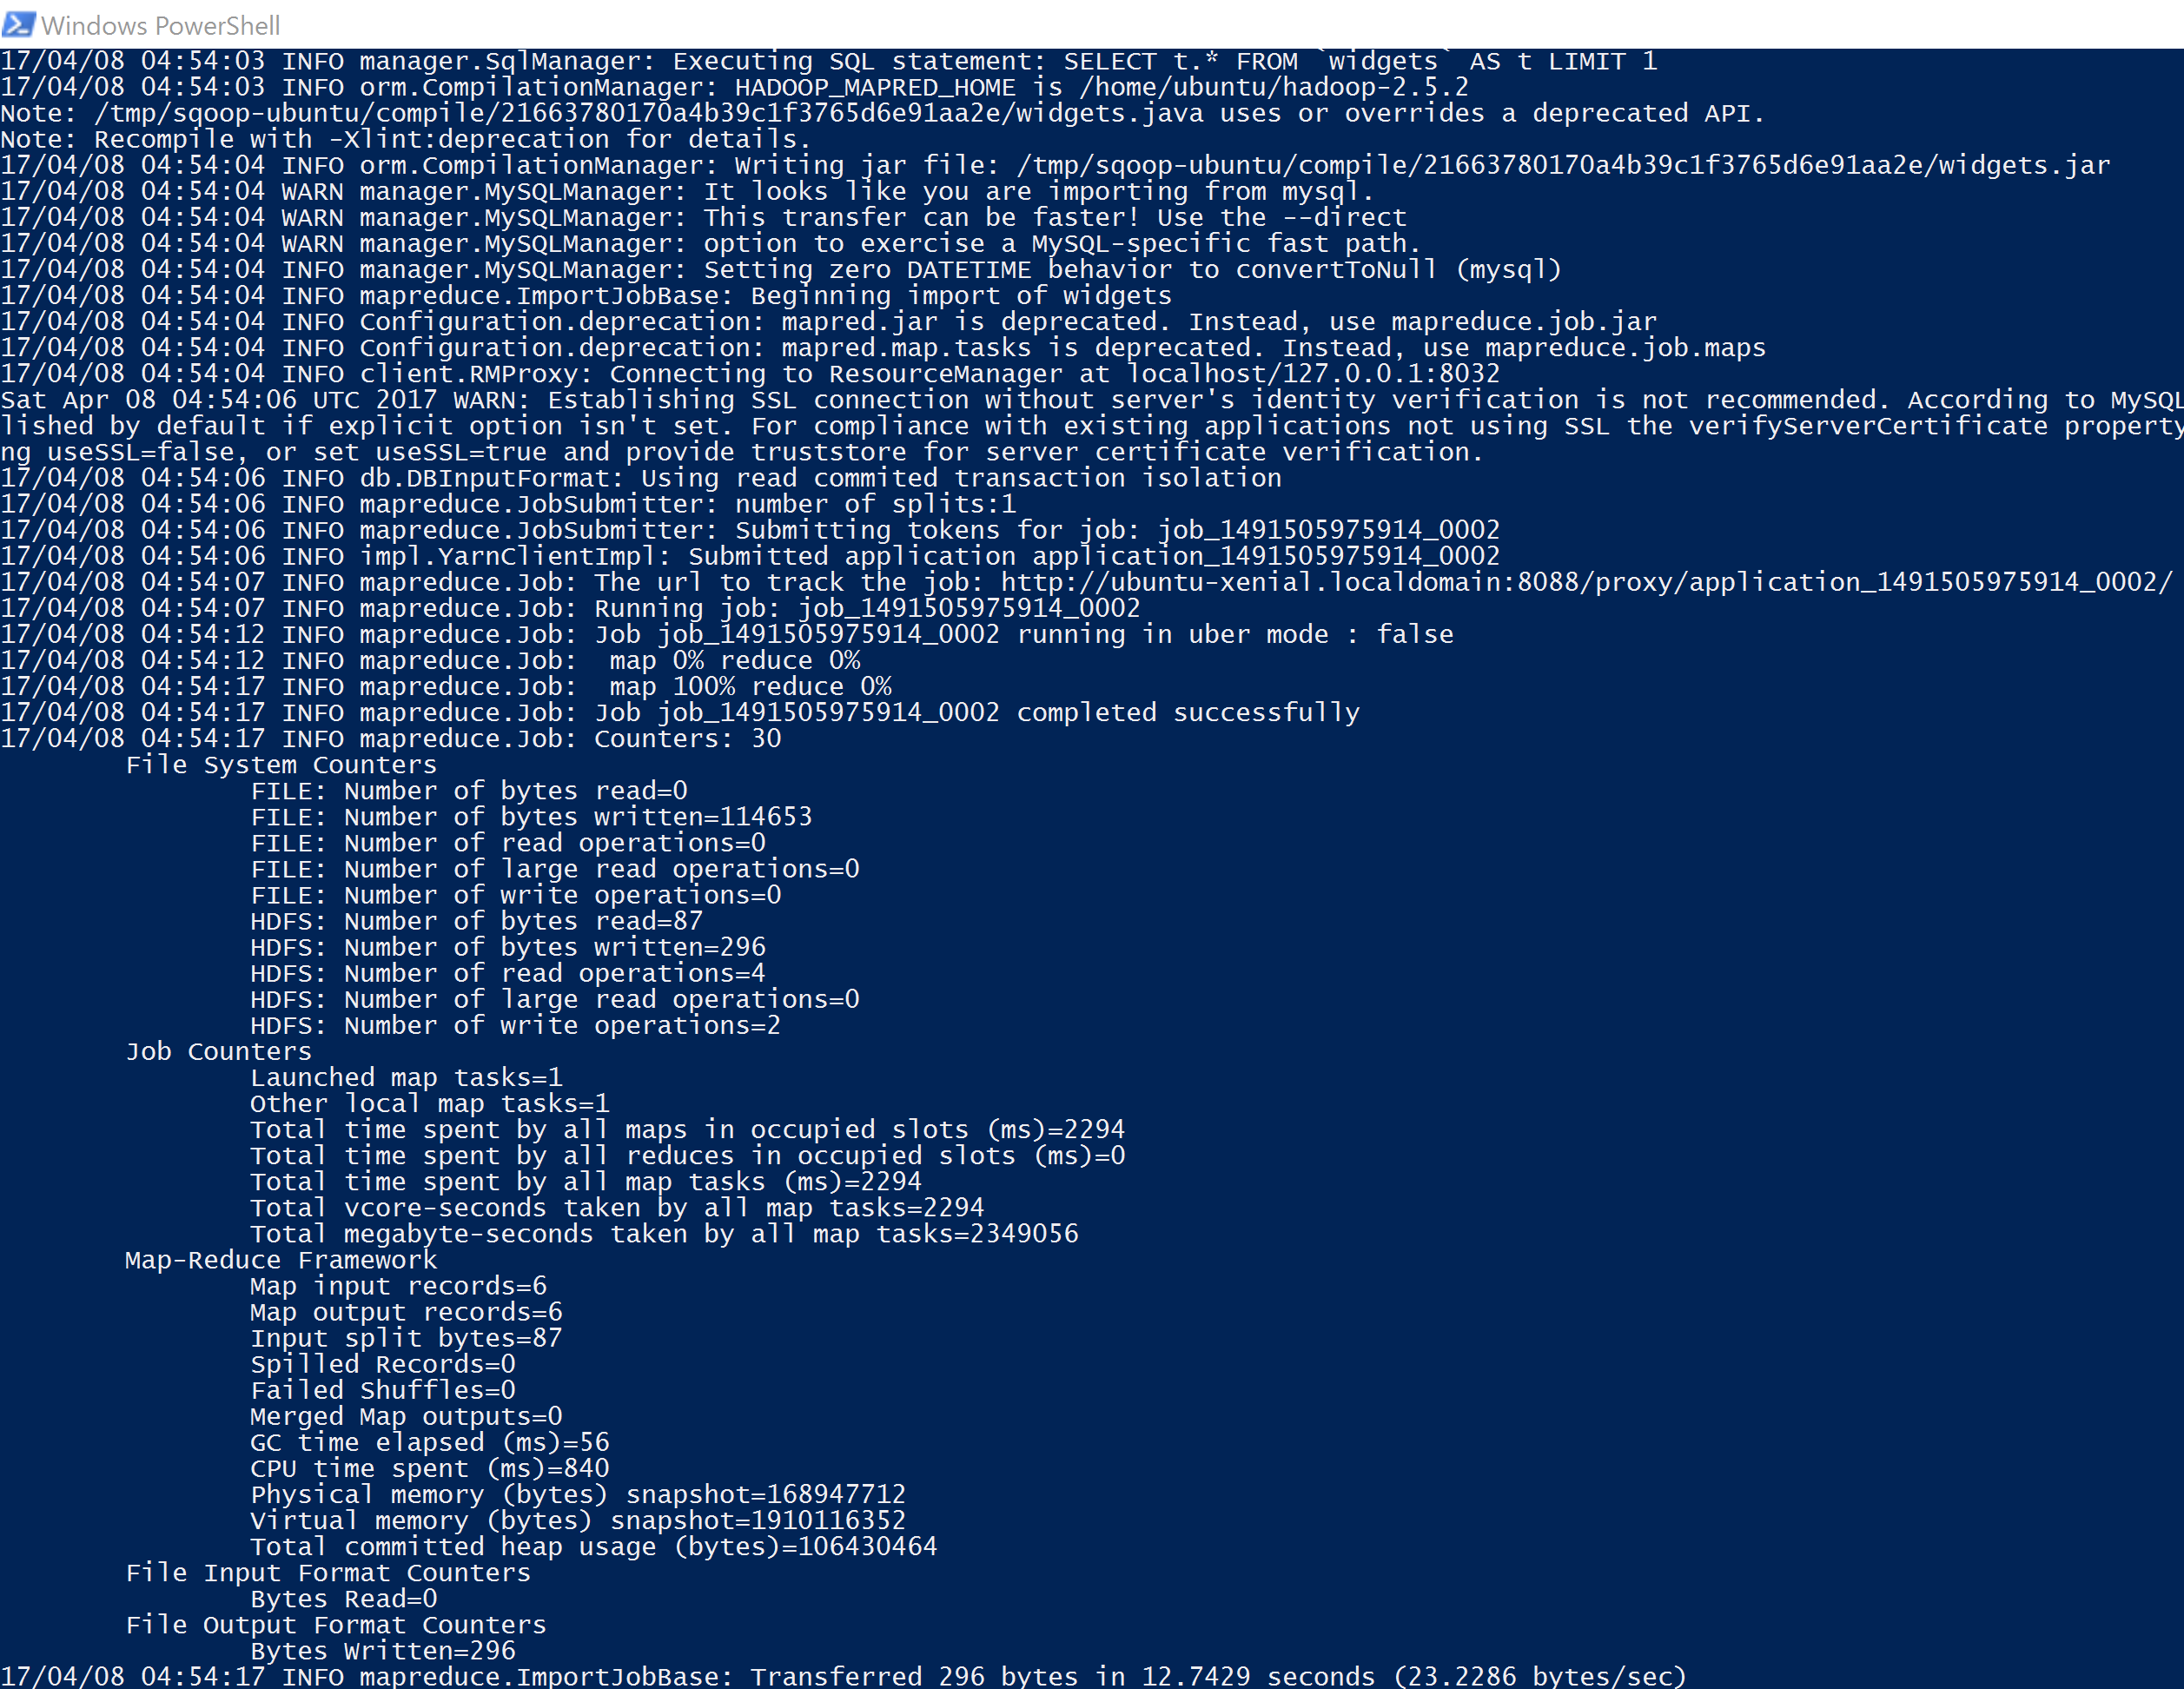 Windows PowerShell
17/04/08 04:54:03 INFO manager.SqlManager: Executing SQL statement: SELECT t.* FROM `widgets` AS t LIMIT 1
17/04/08 04:54:03 INFO orm.CompilationManager: HADOOP_MAPRED_HOME is /home/ubuntu/hadoop-2.5.2
Note: /tmp/sqoop-ubuntu/compile/21663780170a4b39c1f3765d6e91aa2e/widgets.java uses or overrides a deprecated API.
Note: Recompile with -Xlint:deprecation for details.
17/04/08 04:54:04 INFO orm.CompilationManager: Writing jar file: /tmp/sqoop-ubuntu/compile/21663780170a4b39c1f3765d6e91aa2e/widgets.jar
17/04/08 04:54:04 WARN manager.MySQLManager: It looks like you are importing from mysql.
17/04/08 04:54:04 WARN manager.MySQLManager: This transfer can be faster! Use the --direct
17/04/08 04:54:04 WARN manager.MySQLManager: option to exercise a MySQL-specific fast path.
17/04/08 04:54:04 INFO manager.MySQLManager: Setting zero DATETIME behavior to convertToNull (mysql)
17/04/08 04:54:04 INFO mapreduce.ImportJobBase: Beginning import of widgets
17/04/08 04:54:04 INFO Configuration.deprecation: mapred.jar is deprecated. Instead, use mapreduce.job.jar
17/04/08 04:54:04 INFO Configuration.deprecation: mapred.map.tasks is deprecated. Instead, use mapreduce.job.maps
17/04/08 04:54:04 INFO client.RMProxy: Connecting to ResourceManager at localhost/127.0.0.1:8032
Sat Apr 08 04:54:06 UTC 2017 WARN: Establishing SSL connection without server's identity verification is not recommended. According to MySQL
lished by default if explicit option isn't set. For compliance with existing applications not using SSL the verifyServerCertificate property
ng useSSL=false, or set useSSL=true and provide truststore for server certificate verification.
17/04/08 04:54:06 INFO db.DBInputFormat: Using read commited transaction isolation
17/04/08 04:54:06 INFO mapreduce.JobSubmitter: number of splits:1
17/04/08 04:54:06 INFO mapreduce.JobSubmitter: Submitting tokens for job: job_1491505975914_0002
17/04/08 04:54:06 INFO impl.YarnClientImpl: Submitted application application_1491505975914_0002
17/04/08 04:54:07 INFO mapreduce.Job: The url to track the job: http://ubuntu-xenial.localdomain:8088/proxy/application_1491505975914_0002/
17/04/08 04:54:07 INFO mapreduce.Job: Running job: job_1491505975914_0002
17/04/08 04:54:12 INFO mapreduce.Job: Job job_1491505975914_0002 running in uber mode : false
17/04/08 04:54:12 INFO mapreduce.Job:  map 0% reduce 0%
17/04/08 04:54:17 INFO mapreduce.Job:  map 100% reduce 0%
17/04/08 04:54:17 INFO mapreduce.Job: Job job_1491505975914_0002 completed successfully
17/04/08 04:54:17 INFO mapreduce.Job: Counters: 30
File System Counters
FILE: Number of bytes read=0
FILE: Number of bytes written=114653
FILE: Number of read operations=0
FILE: Number of large read operations=0
FILE: Number of write operations=0
HDFS: Number of bytes read=87
HDFS: Number of bytes written=296
HDFS: Number of read operations=4
HDFS: Number of large read operations=0
HDFS: Number of write operations=2
Job Counters
Launched map tasks=1
Other local map tasks=1
Total time spent by all maps in occupied slots (ms)=2294
Total time spent by all reduces in occupied slots (ms)=0
Total time spent by all map tasks (ms)=2294
Total vcore-seconds taken by all map tasks=2294
Total megabyte-seconds taken by all map tasks=2349056
Map-Reduce Framework
Map input records=6
Map output records=6
Input split bytes=87
Spilled Records=0
Failed Shuffles=0
Merged Map outputs=0
GC time elapsed (ms)=56
CPU time spent (ms)=840
Physical memory (bytes) snapshot=168947712
Virtual memory (bytes) snapshot=1910116352
Total committed heap usage (bytes)=106430464
File Input Format Counters
Bytes Read=0
File Output Format Counters
Bytes Written=296
17/04/08 04:54:17 INFO mapreduce.ImportJobBase: Transferred 296 bytes in 12.7429 seconds (23.2286 bytes/sec)